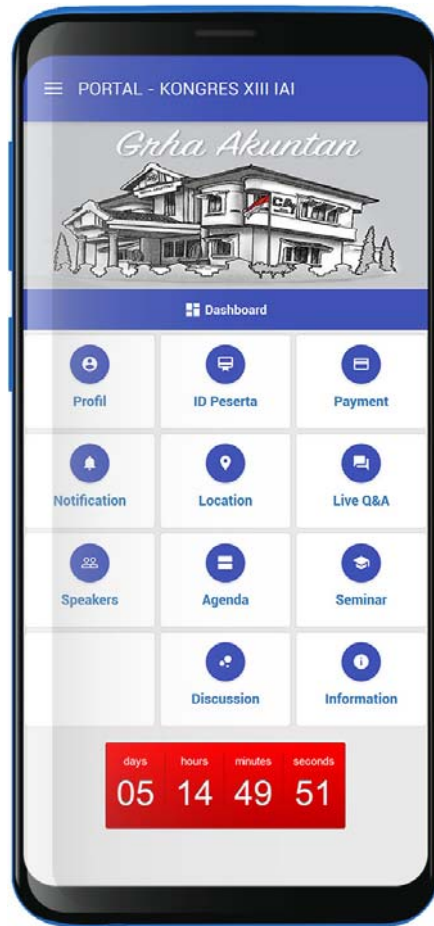 PORTAL - KONGRES XIII IAI
Grha Akuntan
CA
Dashboard
Profil ID Peserta Payment
Notification Location Live Q&A
Speakers Agenda Seminar
Discussion Information
days hours minutes seconds
05 14 49 51